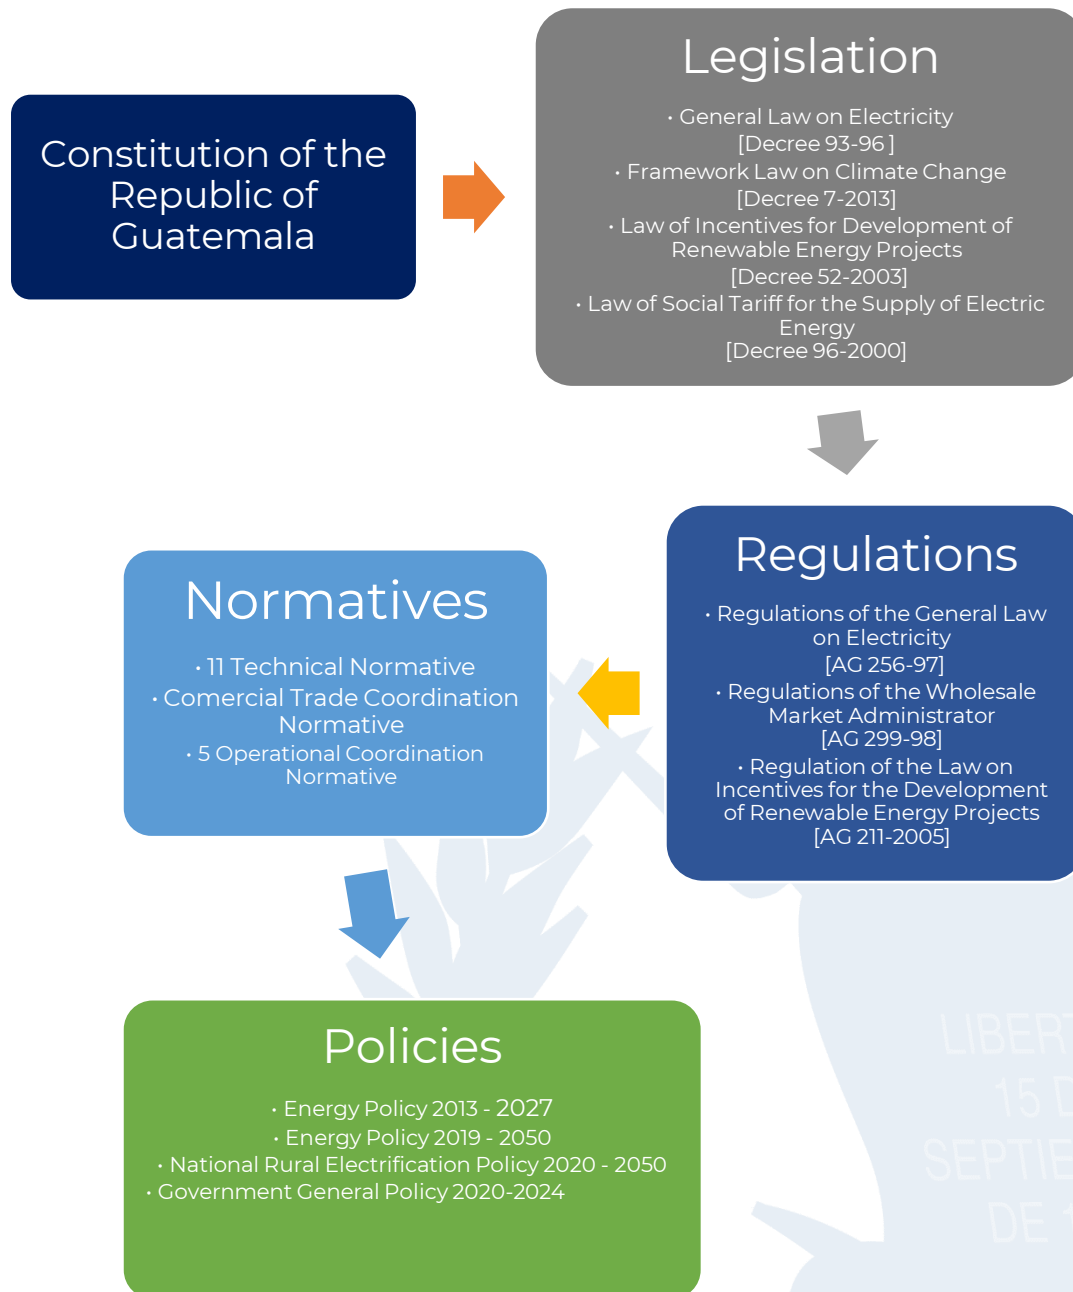 Constitution of the
Republic of
Guatemala
Legislation
• General Law on Electricity
[Decree 93-96 ]
• Framework Law on Climate Change
[Decree 7-2013]
• Law of Incentives for Development of
Renewable Energy Projects
[Decree 52-2003]
• Law of Social Tariff for the Supply of Electric
Energy
[Decree 96-2000]
Regulations
• Regulations of the General Law
on Electricity
[AG 256-97]
• Regulations of the Wholesale
Market Administrator
[AG 299-98]
• Regulation of the Law on
Incentives for the Development
of Renewable Energy Projects
[AG 211-2005]
Normatives
• 11 Technical Normative
• Comercial Trade Coordination
Normative
• 5 Operational Coordination
Normative
Policies
• Energy Policy 2013 - 2027
• Energy Policy 2019 - 2050
• National Rural Electrification Policy 2020 - 2050
• Government General Policy 2020-2024
15
DE